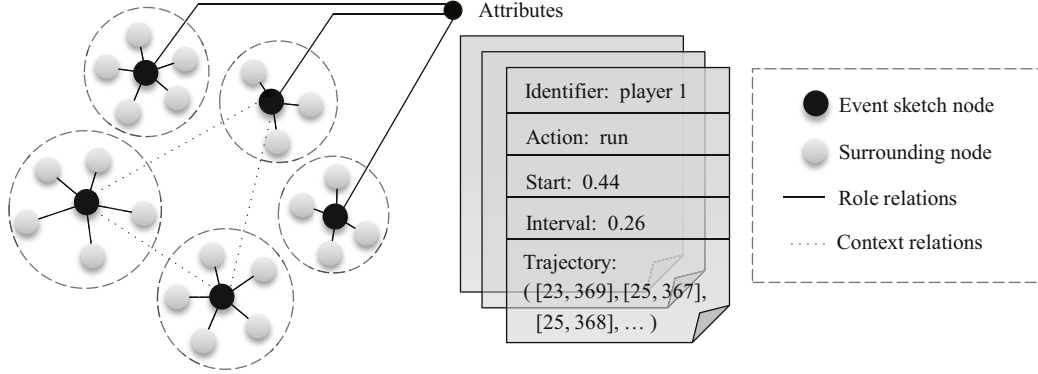 Attributes
Identifier: player 1
Action: run
Start: 0.44
Interval: 0.26
Trajectory:
( [23, 369], [25, 367],
[25, 368], ... )
Event sketch node
Surrounding node
Role relations
Context relations